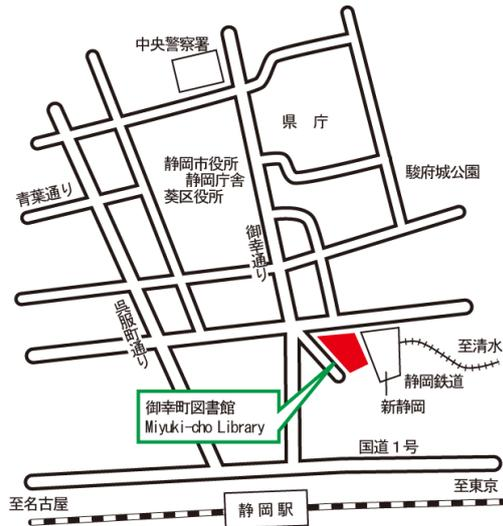 中央警察署
県 庁
静岡市役所
静岡庁舎
葵区役所
駿府城公園
青葉通り
御幸通り
呉服町通り
至清水
静岡鉄道
新静岡
御幸町図書館
Miyuki-cho Library
国道1号
至名古屋
至東京
静岡駅